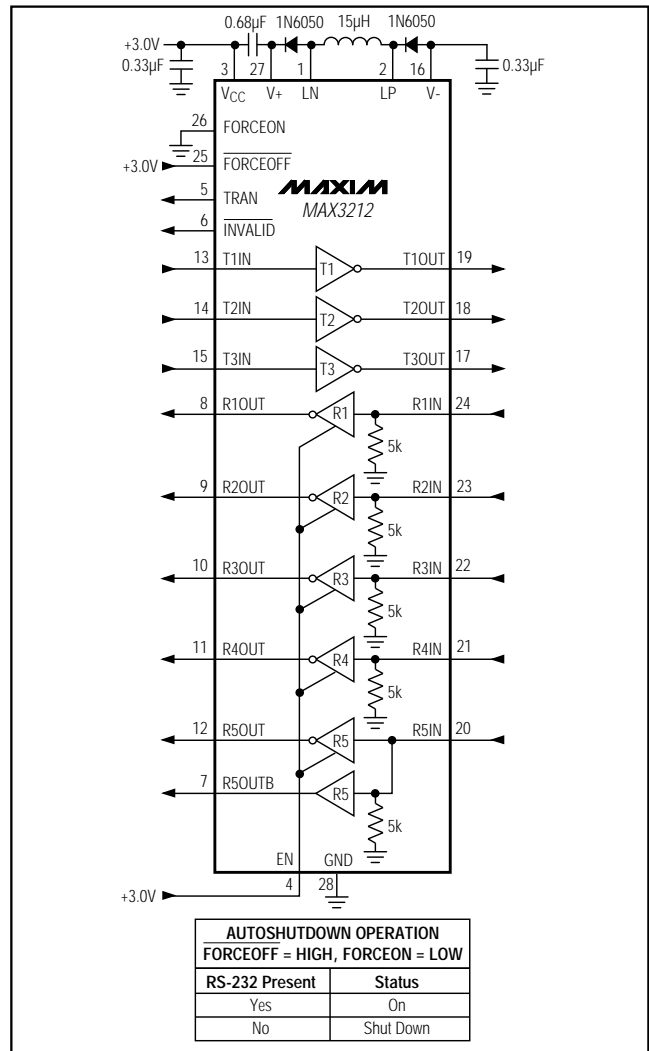 0.68µF 1N6050 15µH 1N6050
+3.0V
0.33µF 3 27 1 2 16 0.33µF
VCC V+ LN LP V-
26 FORCEON
+3.0V 25 FORCEOFF
MAXIM
5 TRAN
MAX3212
6 INVALID
13 T1IN T1 T1OUT 19
14 T2IN T2 T2OUT 18
15 T3IN T3 T3OUT 17
8 R1OUT R1 R1IN 24
5k
9 R2OUT R2 R2IN 23
5k
10 R3OUT R3 R3IN 22
5k
11 R4OUT R4 R4IN 21
5k
12 R5OUT R5 R5IN 20
7 R5OUTB R5
5k
EN GND
+3.0V 4 28
AUTOSHUTDOWN OPERATION
FORCEOFF = HIGH, FORCEON = LOW
RS-232 Present Status
Yes On
No Shut Down